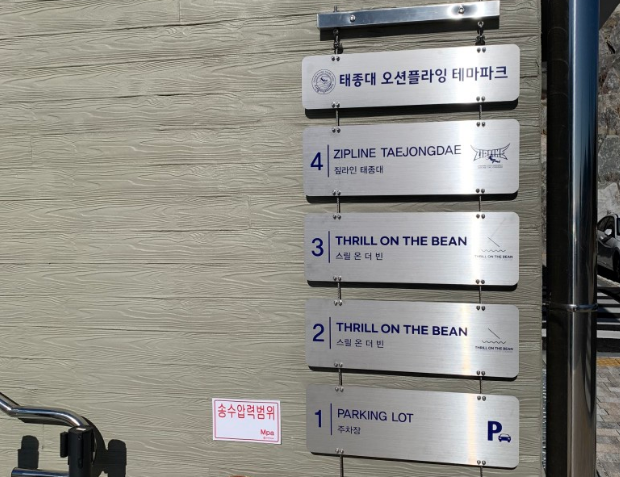 태종대 오션플라잉 테마파크
4 ZIPLINE TAEJONGDAE
짚라인 태종대
3 THRILL ON THE BEAN
스릴 온 더 빈
THRILL ON THE BEAN
2 THRILL ON THE BEAN
스릴 온 더 빈
THRILL ON THE BEAN
1 PARKING LOT
주차장
P
송수압력범위
Mpa